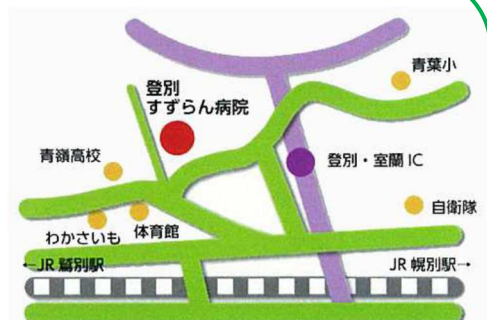 青葉小
登別
すずらん病院
青嶺高校
登別・室蘭 IC
わかさいも
体育館
自衛隊
←JR 鷲別駅
JR 幌別駅→